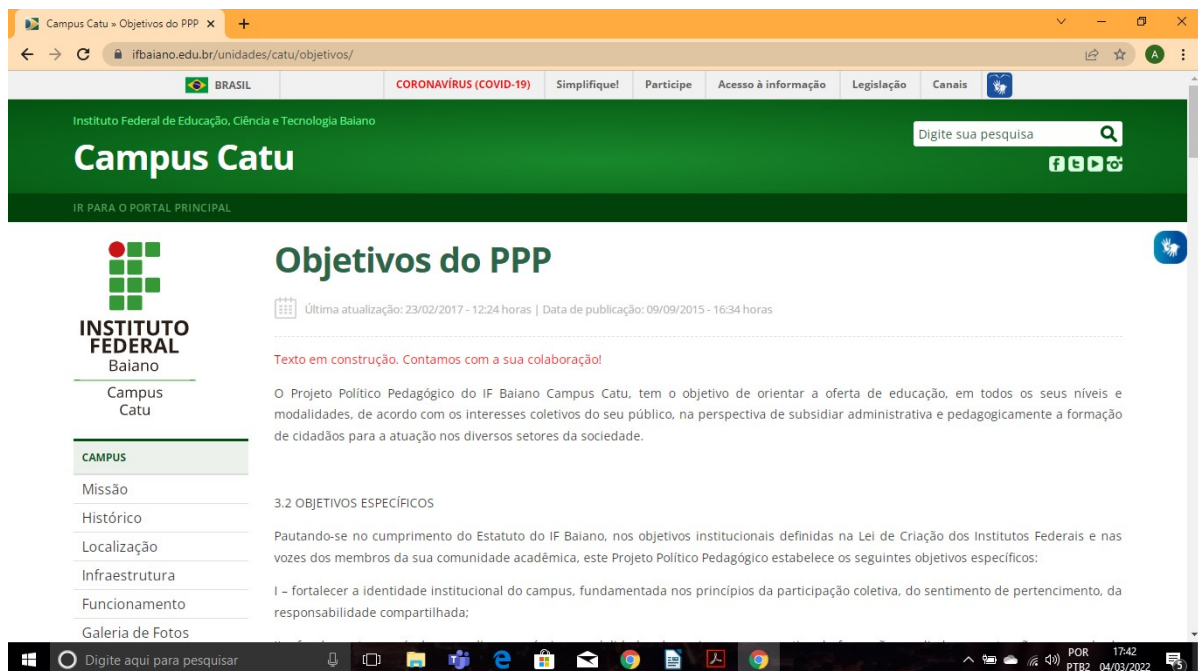 Campus Catu » Objetivos do PPP
ifbaiano.edu.br/unidades/catu/objetivos/
A
BRASIL
CORONAVÍRUS (COVID-19)
Simplifique!
Participe
Acesso à informação
Legislação
Canais
Instituto Federal de Educação, Ciência e Tecnologia Baiano
Campus Catu
Digite sua pesquisa
IR PARA O PORTAL PRINCIPAL
INSTITUTO
FEDERAL
Baiano
Campus
Catu
CAMPUS
Missão
Histórico
Localização
Infraestrutura
Funcionamento
Galeria de Fotos
Objetivos do PPP
Última atualização: 23/02/2017 - 12:24 horas | Data de publicação: 09/09/2015 - 16:34 horas
Texto em construção. Contamos com a sua colaboração!
O Projeto Político Pedagógico do IF Baiano Campus Catu, tem o objetivo de orientar a oferta de educação, em todos os seus níveis e
modalidades, de acordo com os interesses coletivos do seu público, na perspectiva de subsidiar administrativa e pedagogicamente a formação
de cidadãos para a atuação nos diversos setores da sociedade.
3.2 OBJETIVOS ESPECÍFICOS
Pautando-se no cumprimento do Estatuto do IF Baiano, nos objetivos institucionais definidas na Lei de Criação dos Institutos Federais e nas
vozes dos membros da sua comunidade acadêmica, este Projeto Político Pedagógico estabelece os seguintes objetivos específicos:
I – fortalecer a identidade institucional do campus, fundamentada nos princípios da participação coletiva, do sentimento de pertencimento, da
responsabilidade compartilhada;
Digite aqui para pesquisar
POR
PTB2
17:42
04/03/2022